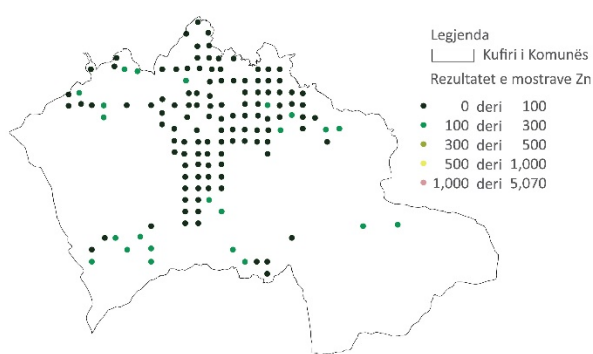 Legjenda
Kufiri i Komunës
Rezultatet e mostrave Zn
0 deri 100
100 deri 300
300 deri 500
500 deri 1,000
1,000 deri 5,070